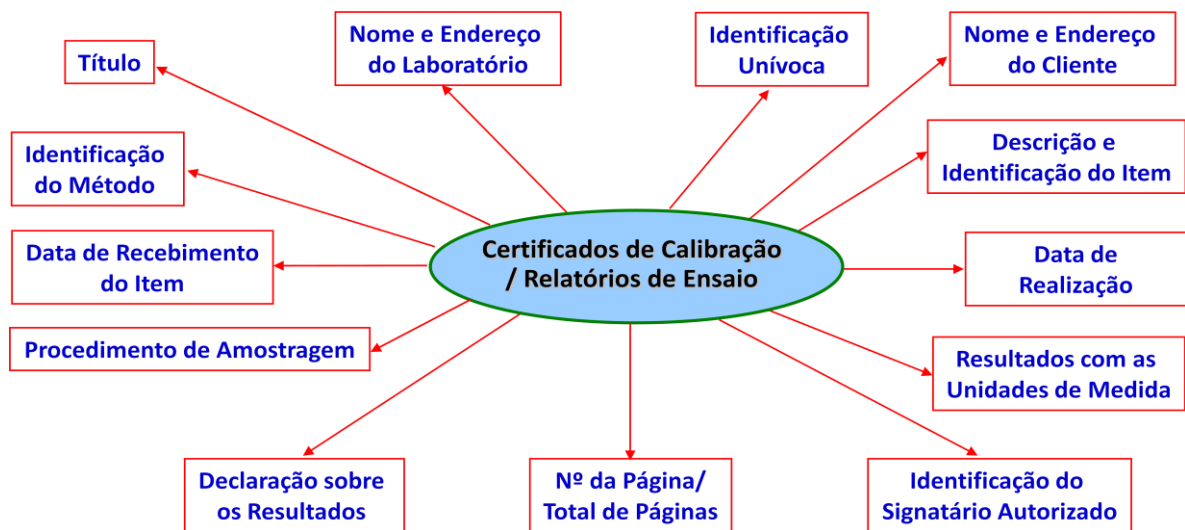 Título
Nome e Endereço
do Laboratório
Identificação
Unívoca
Nome e Endereço
do Cliente
Identificação
do Método
Descrição e
Identificação do Item
Certificados de Calibração
/ Relatórios de Ensaio
Data de Recebimento
do Item
Data de
Realização
Procedimento de Amostragem
Resultados com as
Unidades de Medida
Declaração sobre
os Resultados
Nº da Página/
Total de Páginas
Identificação do
Signatário Autorizado